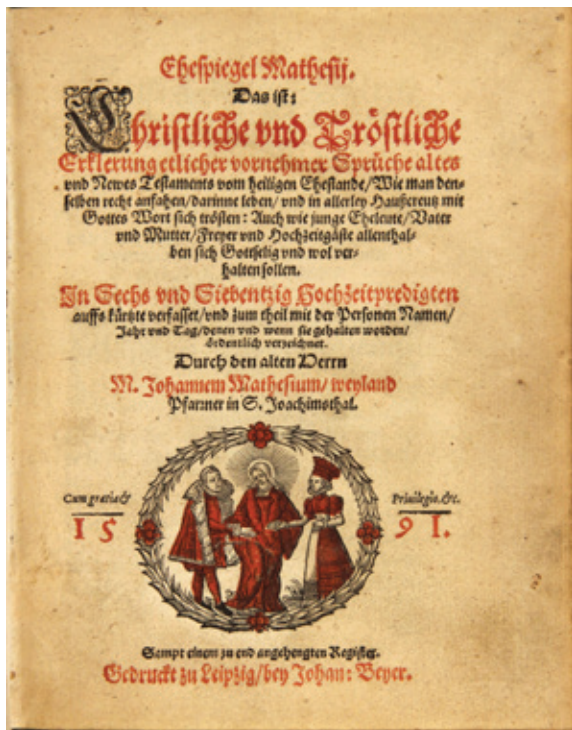 Ehespiegel Mathesij.
Das ist:
Christliche vnd Tröstliche
Erklerung etlicher vornehmer Sprüche altes
vnd Newes Testaments vom heiligen Ehestande/Wie man den-
selben recht anfahen/darinne leben/ vnd in allerley Haußcreutz mit
Gottes Wort sich trösten: Auch wie junge Eheleute/Vater
vnd Mutter/Freyer vnd Hochzeitgäste allenthal-
ben sich Gottselig vnd wol ver-
halten sollen.
In Sechs vnd Siebentzig Hochzeitpredigten
auffs kürtzte verfasset/vnd zum theil mit der Personen Namen/
Jahr vnd Tag/denen vnd wenn sie gehalten worden/
ördentlich verzeichnet.
Durch den alten Herrn
M. Johannem Mathesium/ weyland
Pfarrner in S. Joachimsthal.
Cum gratia & Priuilegio. &c.
15 91.
Sampt einem zu end angehengten Register.
Gedruckt zu Leipzig/bey Johan: Beyer.